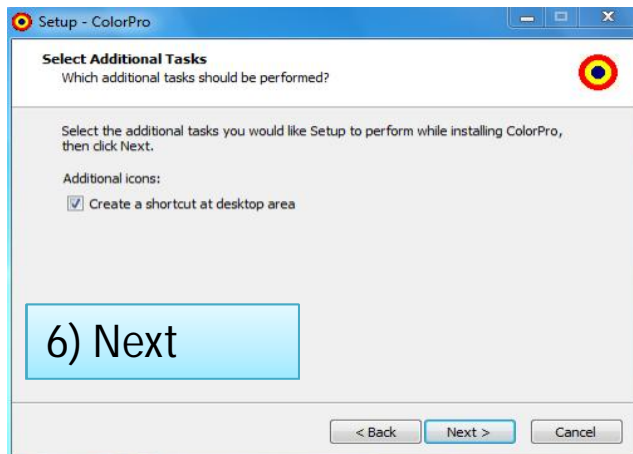 Setup - ColorPro
Select Additional Tasks
Which additional tasks should be performed?
Select the additional tasks you would like Setup to perform while installing ColorPro,
then click Next.
Additional icons:
Create a shortcut at desktop area
6) Next
< Back Next > Cancel